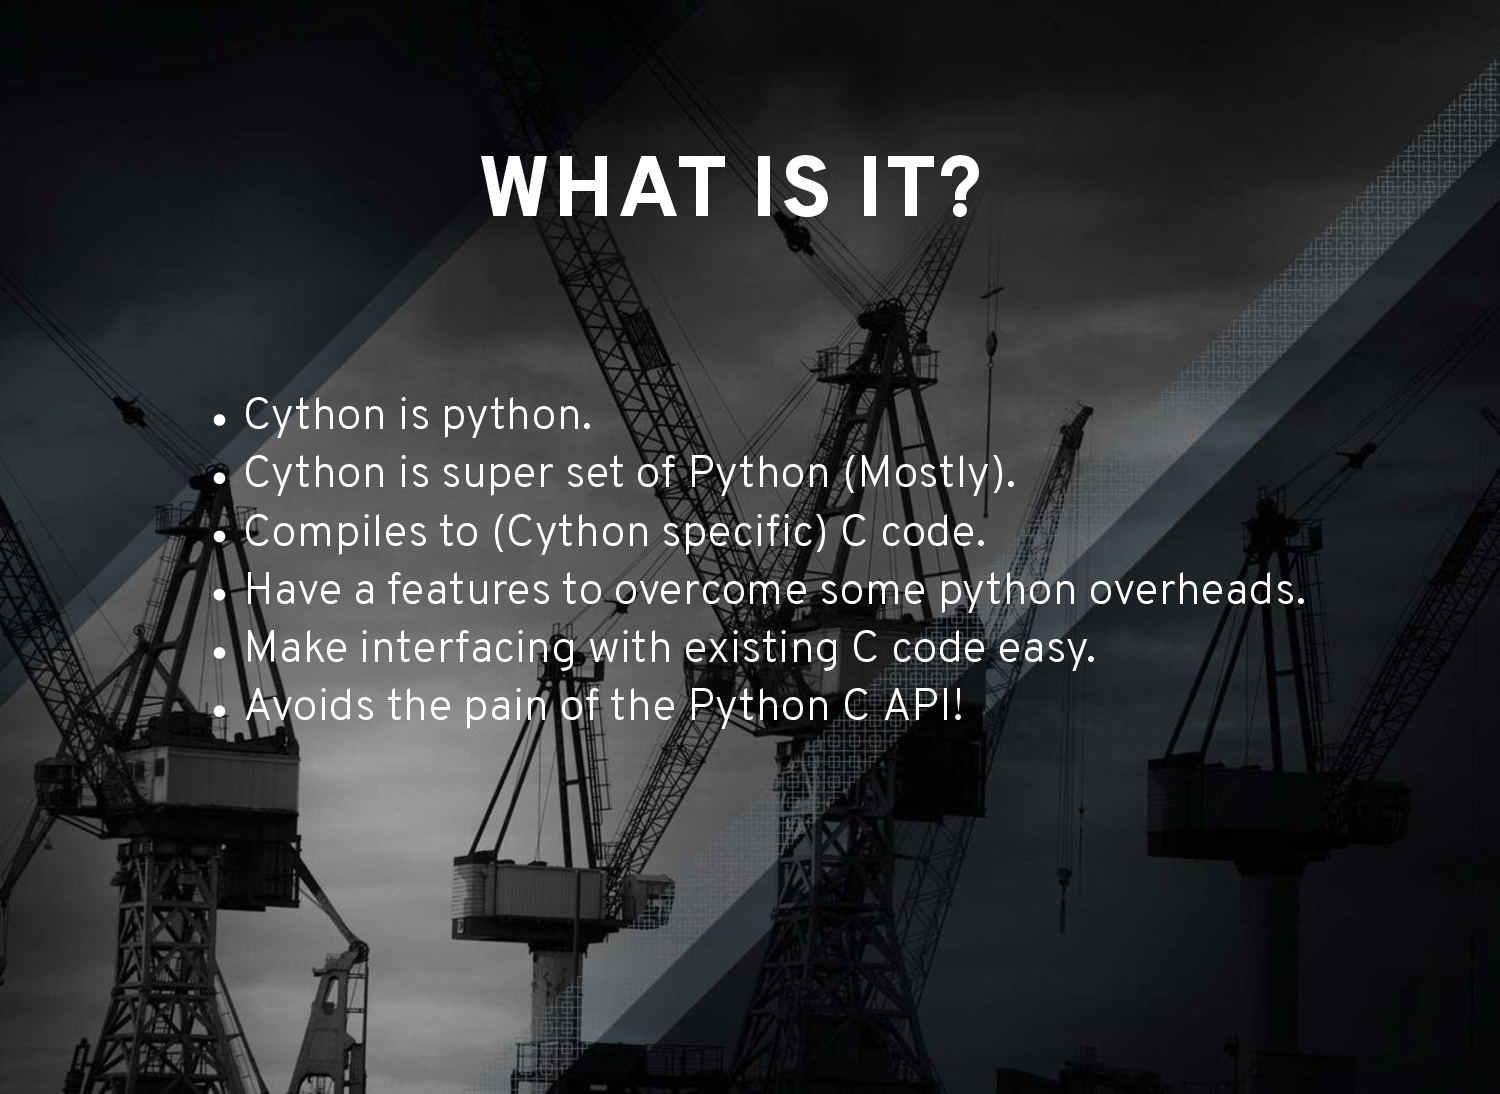 WHAT IS IT?
• Cython is python.
• Cython is super set of Python (Mostly).
• Compiles to (Cython specific) C code.
• Have a features to overcome some python overheads.
• Make interfacing with existing C code easy.
• Avoids the pain of the Python C API!